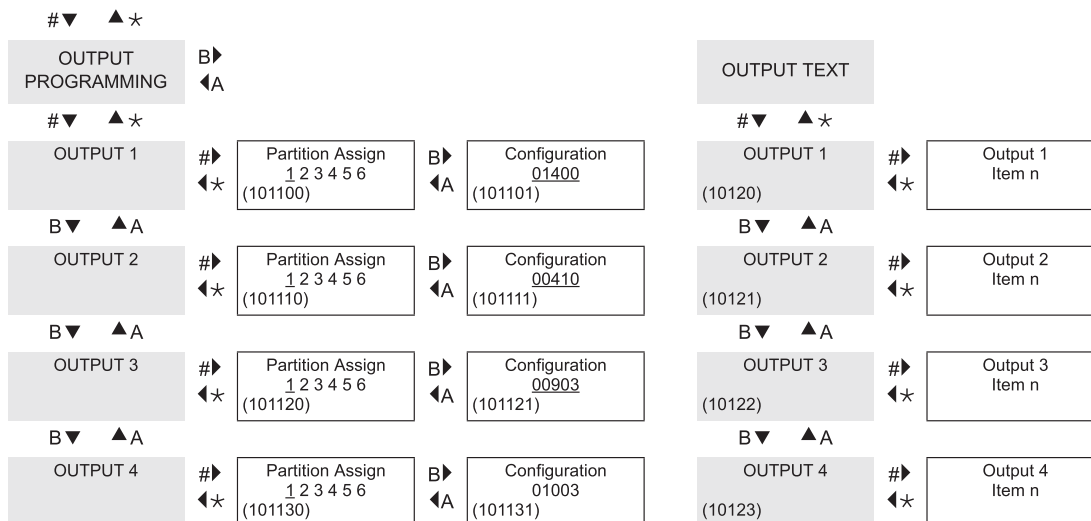 #▼ ▲*
OUTPUT
PROGRAMMING
B▶
◀A
OUTPUT TEXT
#▼ ▲*
#▼ ▲*
OUTPUT 1
#▶
◀*
Partition Assign
1 2 3 4 5 6
(101100)
B▶
◀A
Configuration
01400
(101101)
OUTPUT 1
(10120)
#▶
◀*
Output 1
Item n
B▼ ▲A
B▼ ▲A
OUTPUT 2
#▶
◀*
Partition Assign
1 2 3 4 5 6
(101110)
B▶
◀A
Configuration
00410
(101111)
OUTPUT 2
(10121)
#▶
◀*
Output 2
Item n
B▼ ▲A
B▼ ▲A
OUTPUT 3
#▶
◀*
Partition Assign
1 2 3 4 5 6
(101120)
B▶
◀A
Configuration
00903
(101121)
OUTPUT 3
(10122)
#▶
◀*
Output 3
Item n
B▼ ▲A
B▼ ▲A
OUTPUT 4
#▶
◀*
Partition Assign
1 2 3 4 5 6
(101130)
B▶
◀A
Configuration
01003
(101131)
OUTPUT 4
(10123)
#▶
◀*
Output 4
Item n